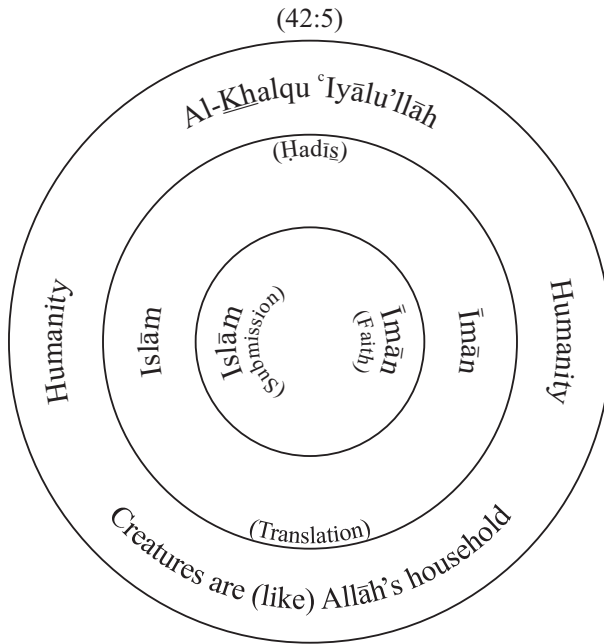 (42:5)
Al-Khalqu ʿIyālu’llāh
(Ḥadīs̱)
Humanity
Islām
Islām
(Submission)
Īmān
(Faith)
Īmān
Humanity
(Translation)
Creatures are (like) Allāh’s household